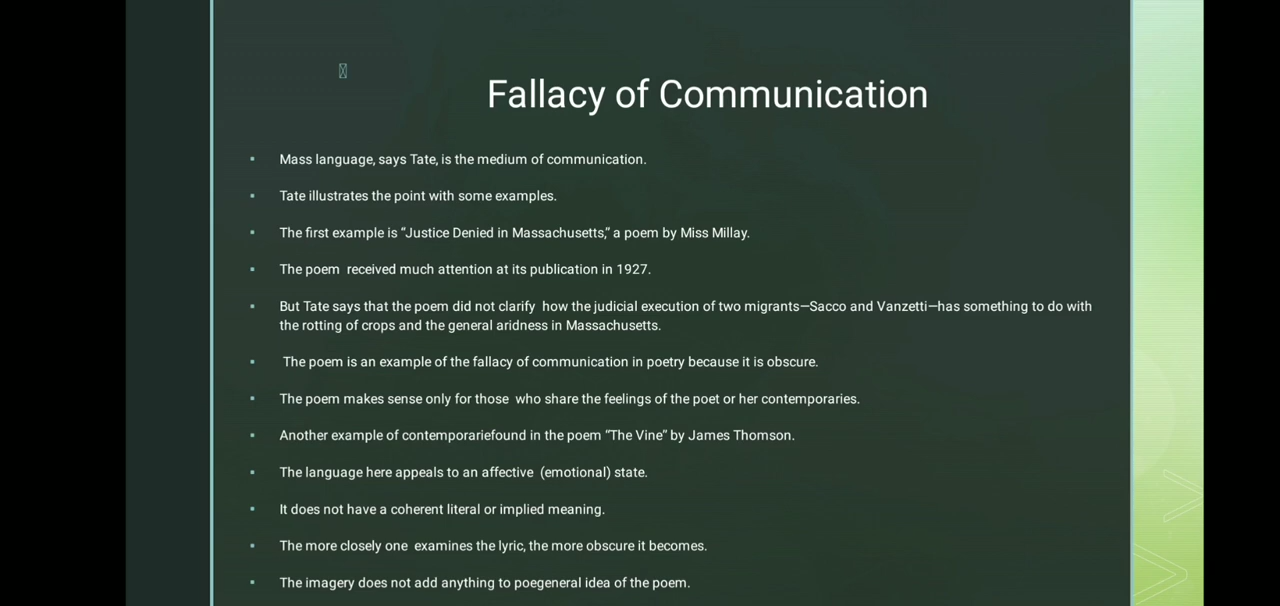 Fallacy of Communication
Mass language, says Tate, is the medium of communication.
Tate illustrates the point with some examples.
The first example is “Justice Denied in Massachusetts,” a poem by Miss Millay.
The poem received much attention at its publication in 1927.
But Tate says that the poem did not clarify how the judicial execution of two migrants—Sacco and Vanzetti—has something to do with
the rotting of crops and the general aridness in Massachusetts.
The poem is an example of the fallacy of communication in poetry because it is obscure.
The poem makes sense only for those who share the feelings of the poet or her contemporaries.
Another example of contemporariefound in the poem “The Vine” by James Thomson.
The language here appeals to an affective (emotional) state.
It does not have a coherent literal or implied meaning.
The more closely one examines the lyric, the more obscure it becomes.
The imagery does not add anything to poegeneral idea of the poem.